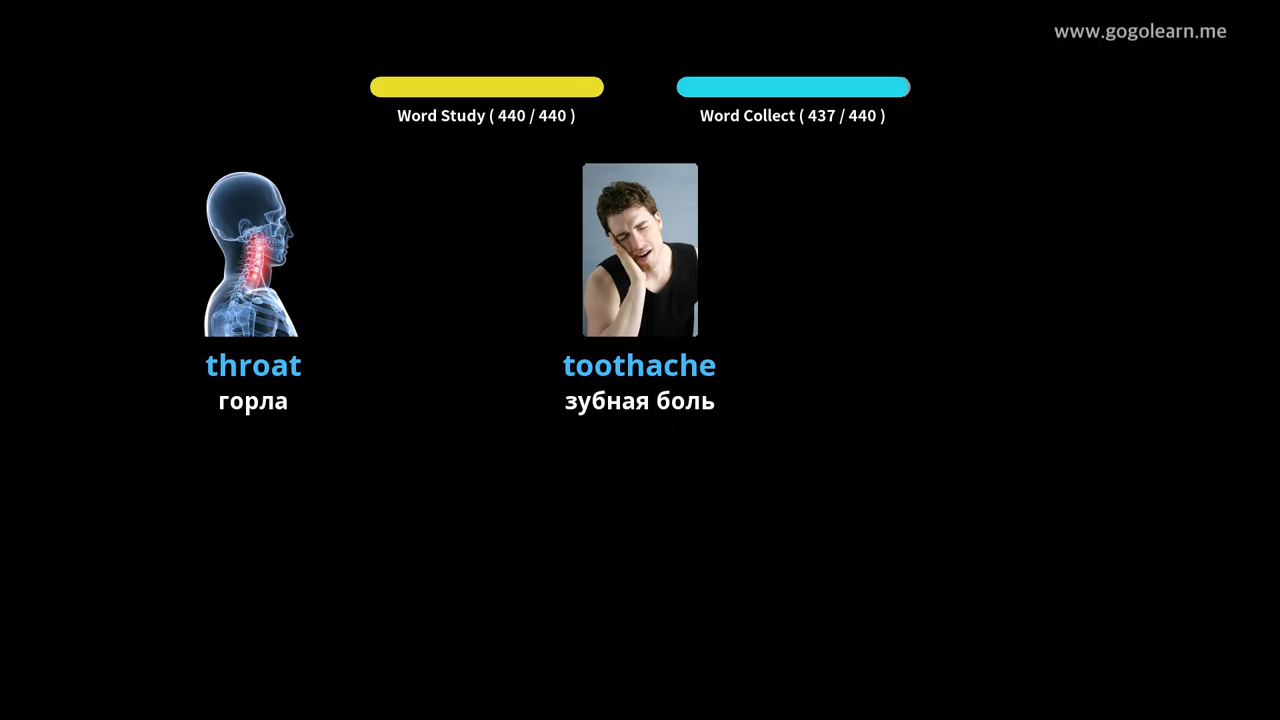 www.gogolearn.me
Word Study ( 440 / 440 )
Word Collect ( 437 / 440 )
throat
горла
toothache
зубная боль